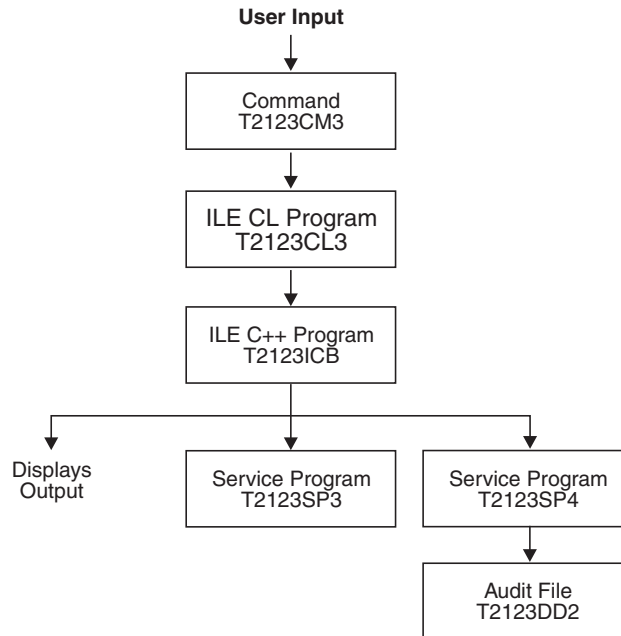 User Input
Command
T2123CM3
ILE CL Program
T2123CL3
ILE C++ Program
T2123ICB
Displays
Output
Service Program
T2123SP3
Service Program
T2123SP4
Audit File
T2123DD2